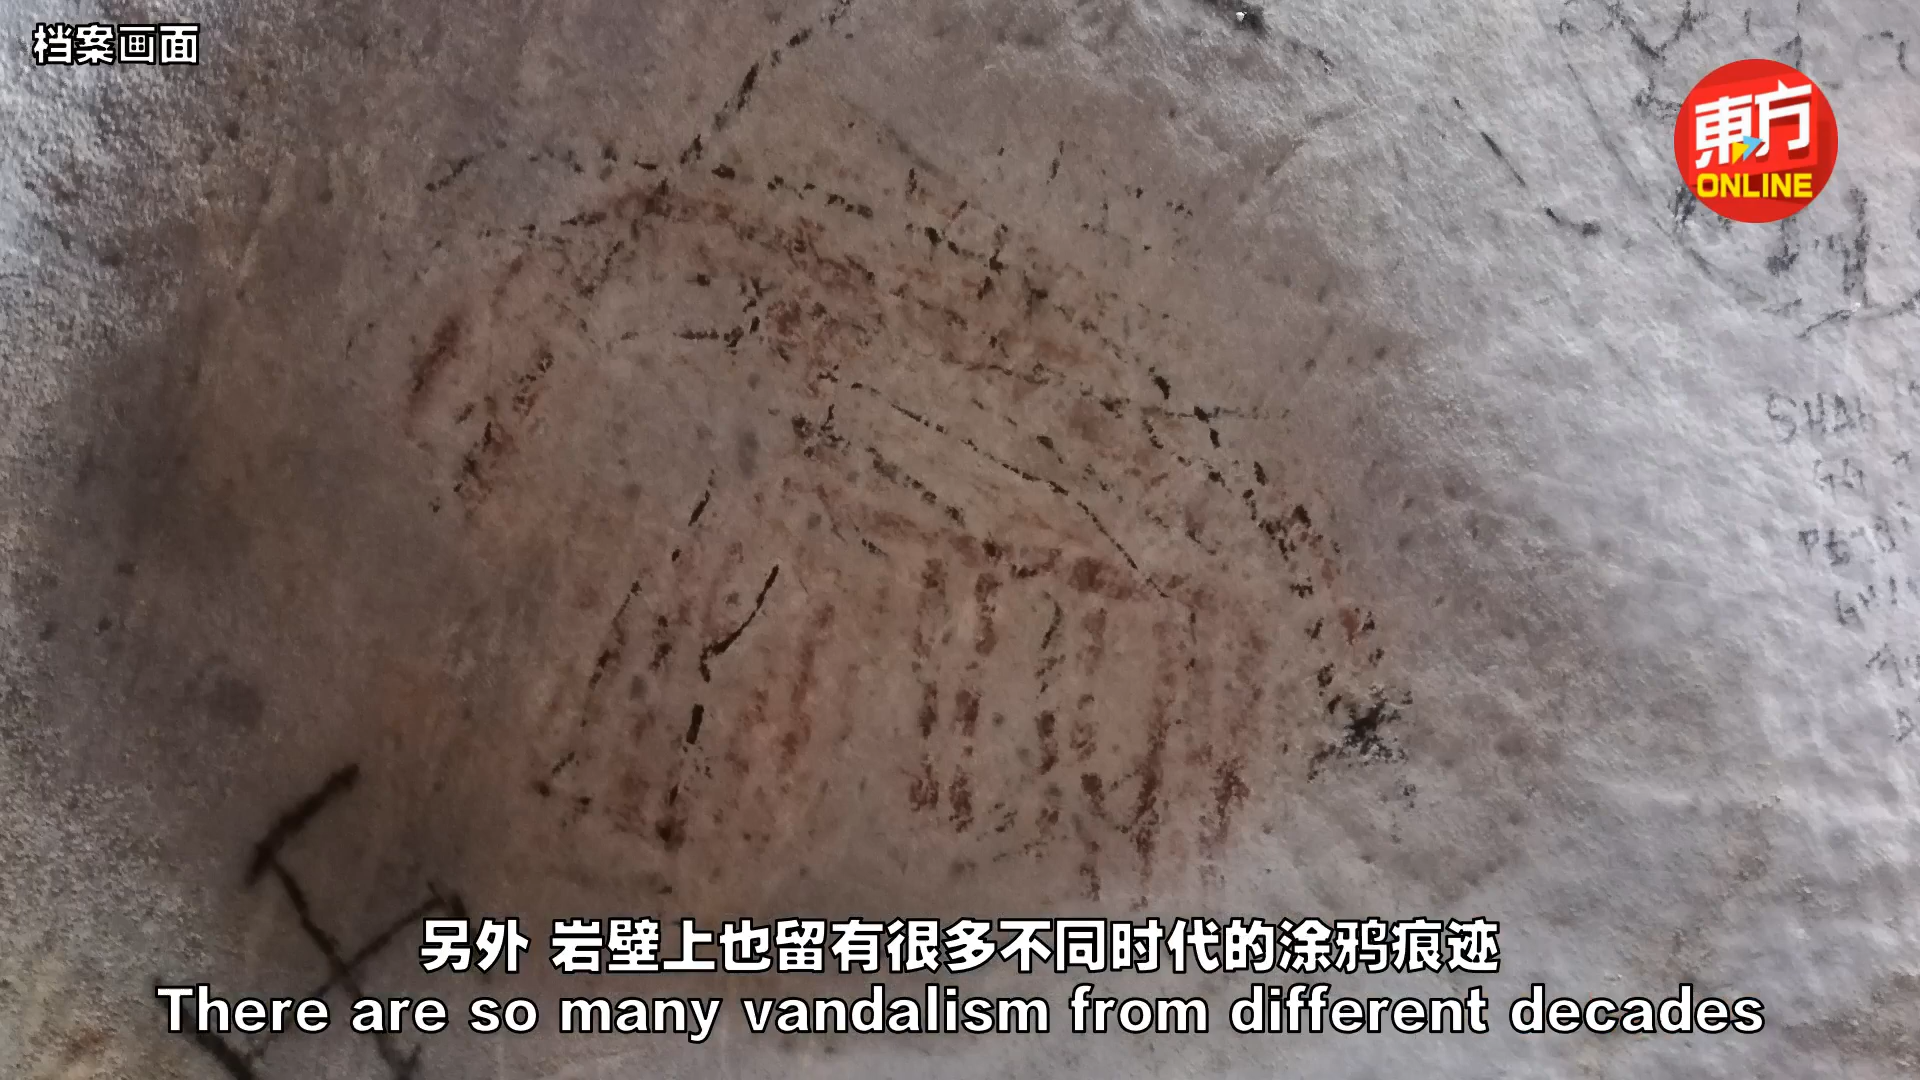 档案画面
東方
ONLINE
SHAH
另外 岩壁上也留有很多不同时代的涂鸦痕迹
There are so many vandalism from different decades